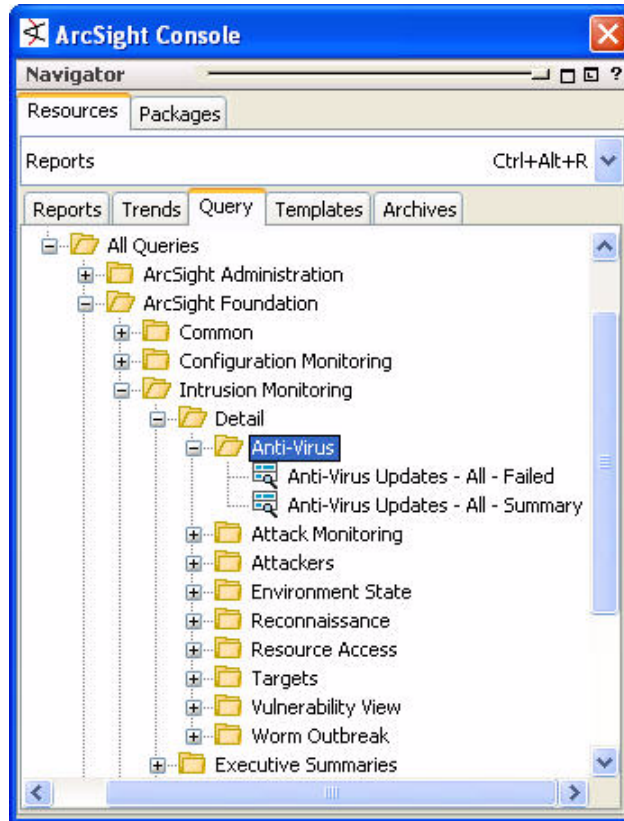 ArcSight Console
Navigator
?
Resources Packages
Reports Ctrl+Alt+R
Reports Trends Query Templates Archives
All Queries
ArcSight Administration
ArcSight Foundation
Common
Configuration Monitoring
Intrusion Monitoring
Detail
Anti-Virus
Anti-Virus Updates - All - Failed
Anti-Virus Updates - All - Summary
Attack Monitoring
Attackers
Environment State
Reconnaissance
Resource Access
Targets
Vulnerability View
Worm Outbreak
Executive Summaries